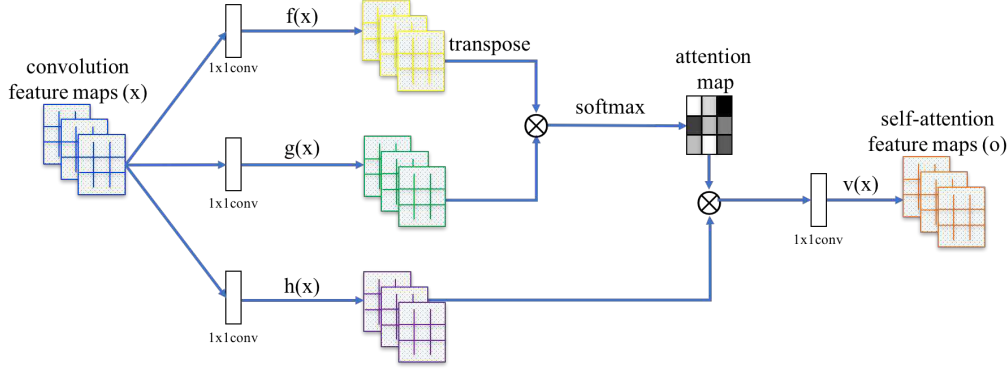 f(x)
1x1conv
transpose
convolution
feature maps (x)
attention
map
softmax
g(x)
1x1conv
self-attention
feature maps (o)
v(x)
1x1conv
h(x)
1x1conv